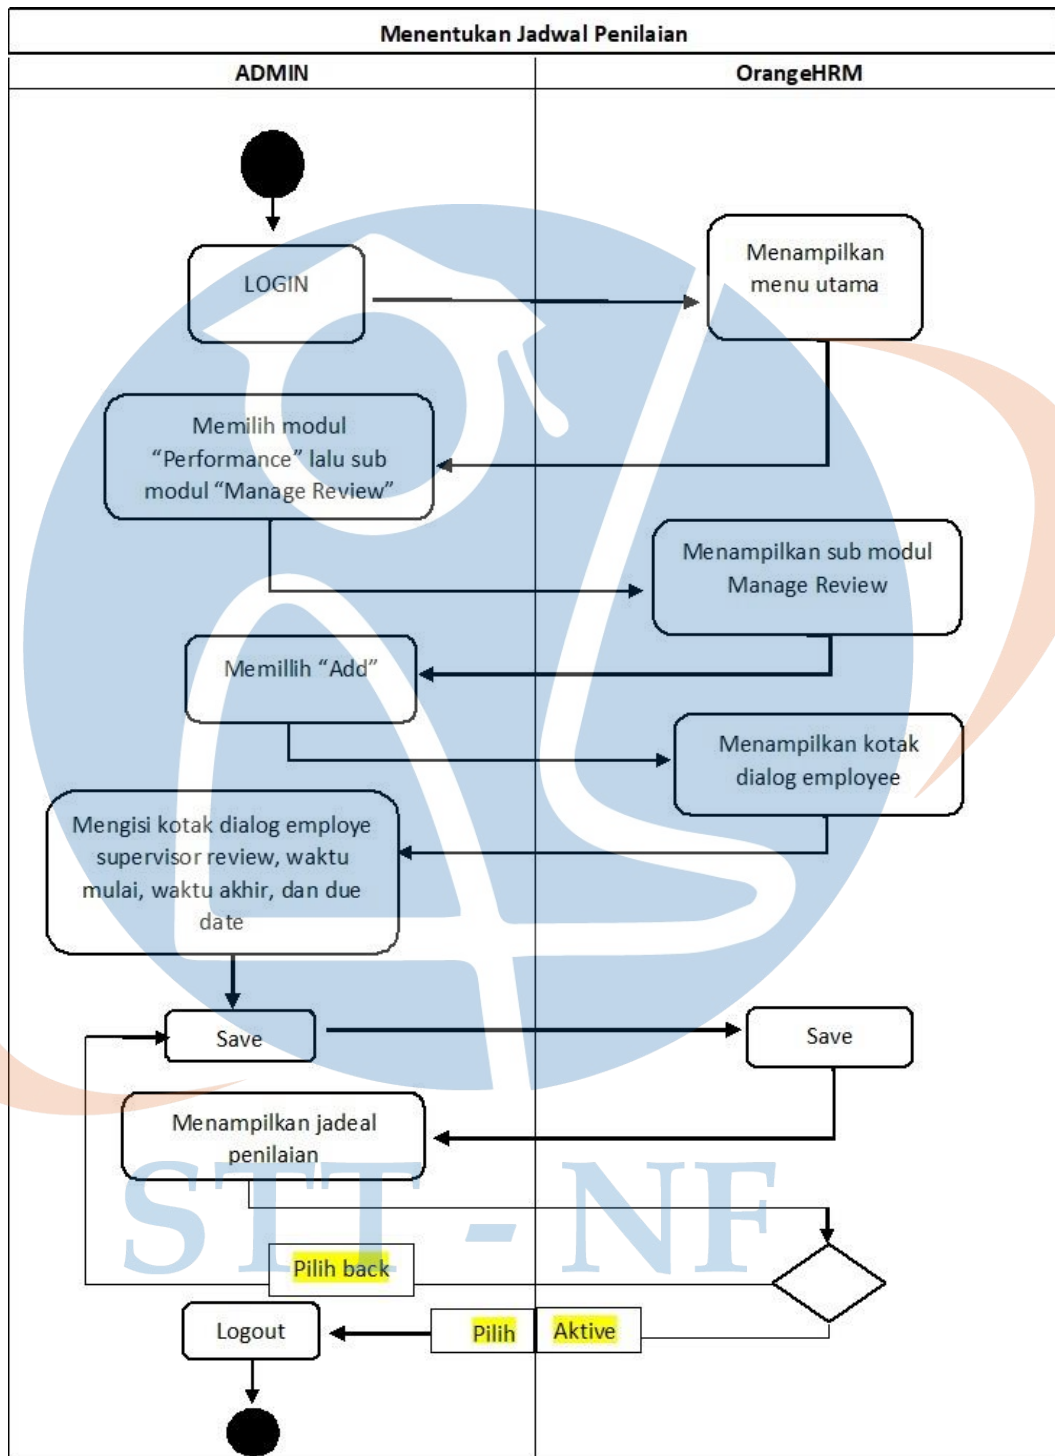 Menentukan Jadwal Penilaian
ADMIN
OrangeHRM
LOGIN
Menampilkan
menu utama
Memilih modul
“Performance” lalu sub
modul “Manage Review”
Menampilkan sub modul
Manage Review
Memillih “Add”
Menampilkan kotak
dialog employee
Mengisi kotak dialog employe
supervisor review, waktu
mulai, waktu akhir, dan due
date
Save
Save
Menampilkan jadeal
penilaian
STT - NF
Pilih back
Logout
Pilih
Aktive